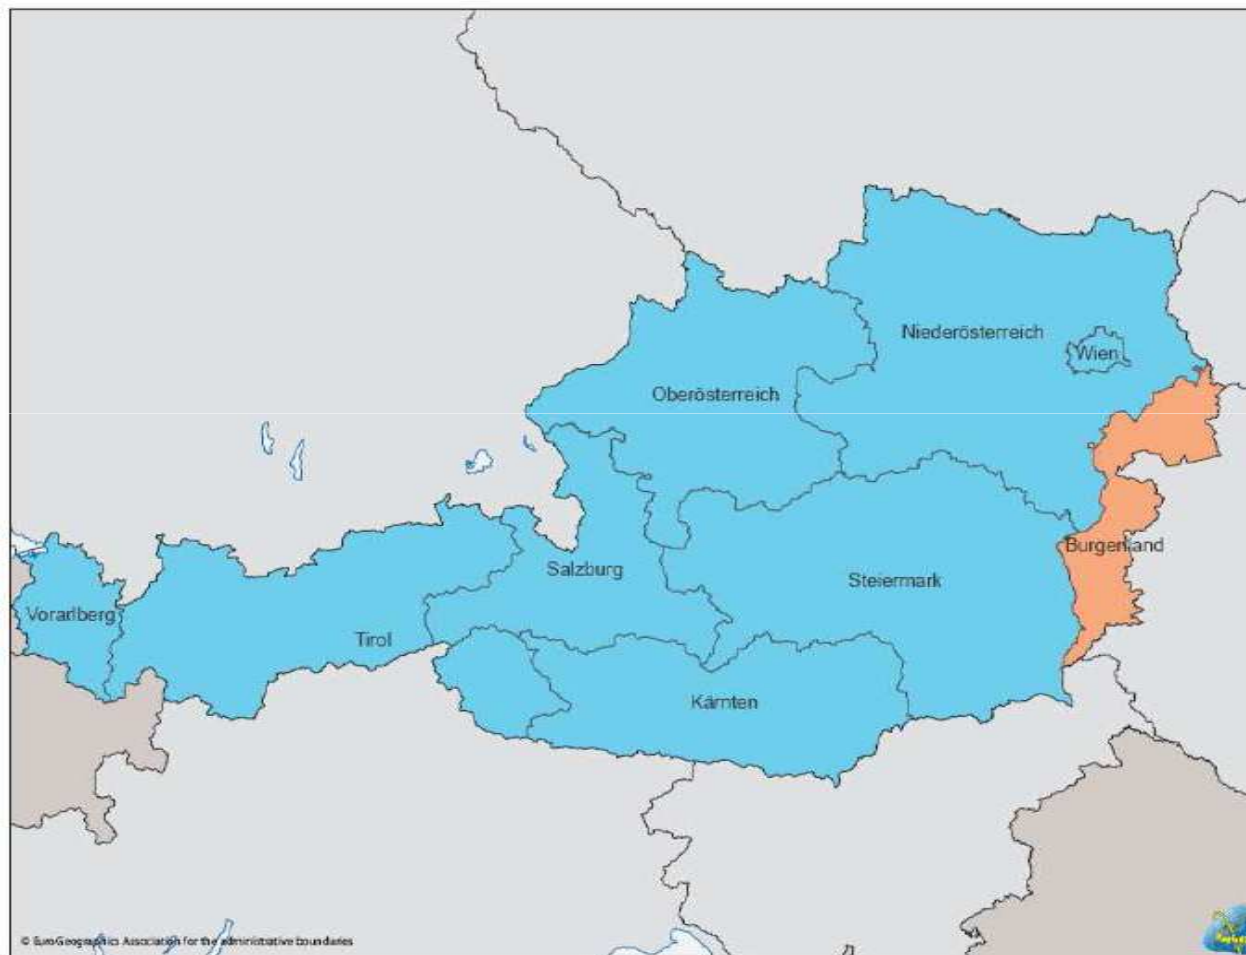 Niederösterreich
Wien
Oberösterreich
Burgenland
Salzburg
Steiermark
Vorarlberg
Tirol
Kärnten
© EuroGeographics Association for the administrative boundaries